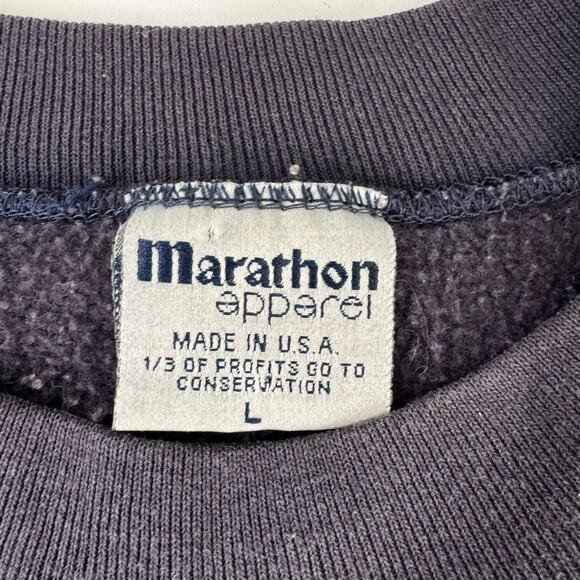 marathon
apparel
MADE IN U.S.A.
1/3 OF PROFITS GO TO
CONSERVATION
L